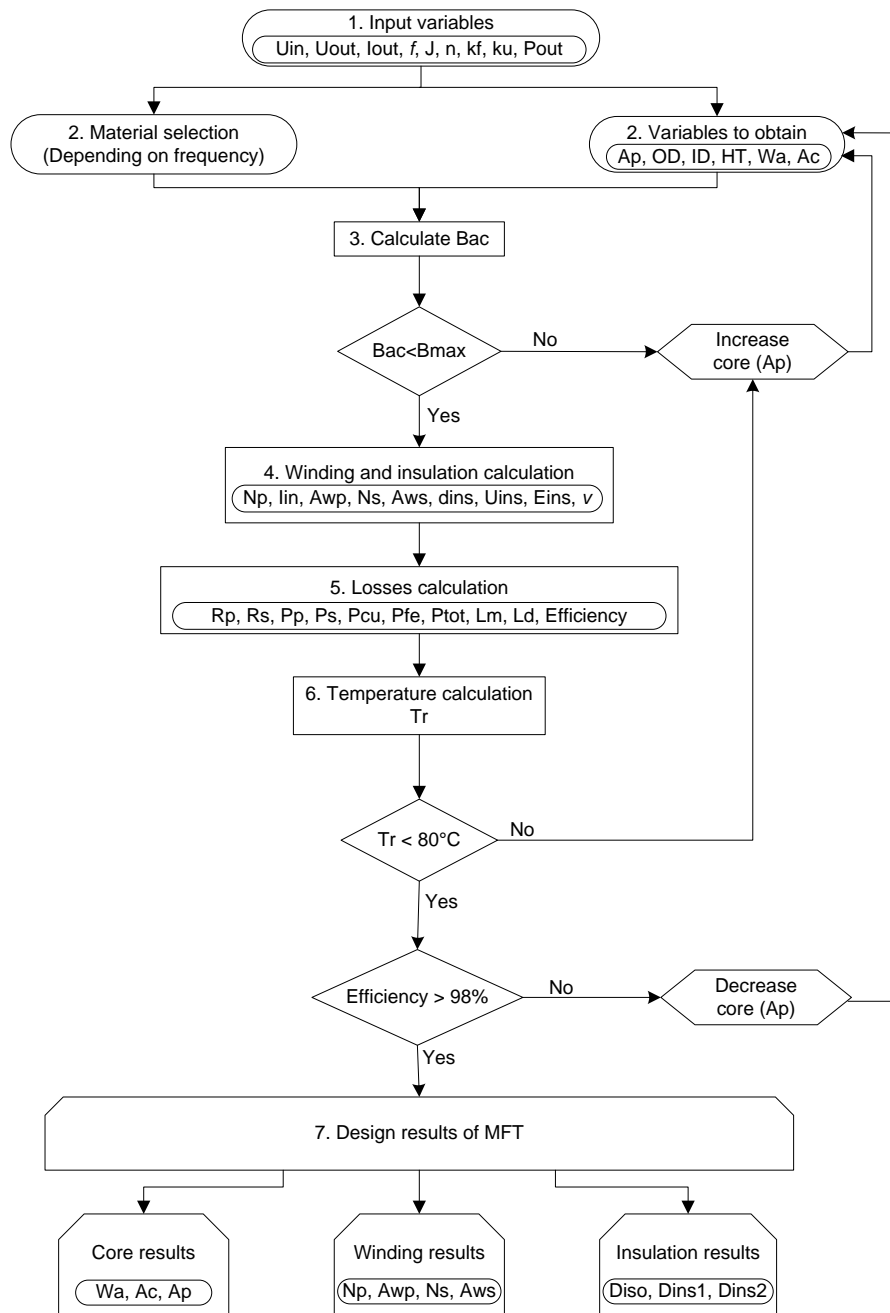 1. Input variables
Uin, Uout, Iout, f, J, n, kf, ku, Pout
2. Material selection
(Depending on frequency)
2. Variables to obtain
Ap, OD, ID, HT, Wa, Ac
3. Calculate Bac
Bac<Bmax
No
Increase
core (Ap)
Yes
4. Winding and insulation calculation
Np, Iin, Awp, Ns, Aws, dins, Uins, Eins, v
5. Losses calculation
Rp, Rs, Pp, Ps, Pcu, Pfe, Ptot, Lm, Ld, Efficiency
6. Temperature calculation
Tr
Tr < 80°C
No
Yes
Efficiency > 98%
No
Decrease
core (Ap)
Yes
7. Design results of MFT
Core results
Wa, Ac, Ap
Winding results
Np, Awp, Ns, Aws
Insulation results
Diso, Dins1, Dins2